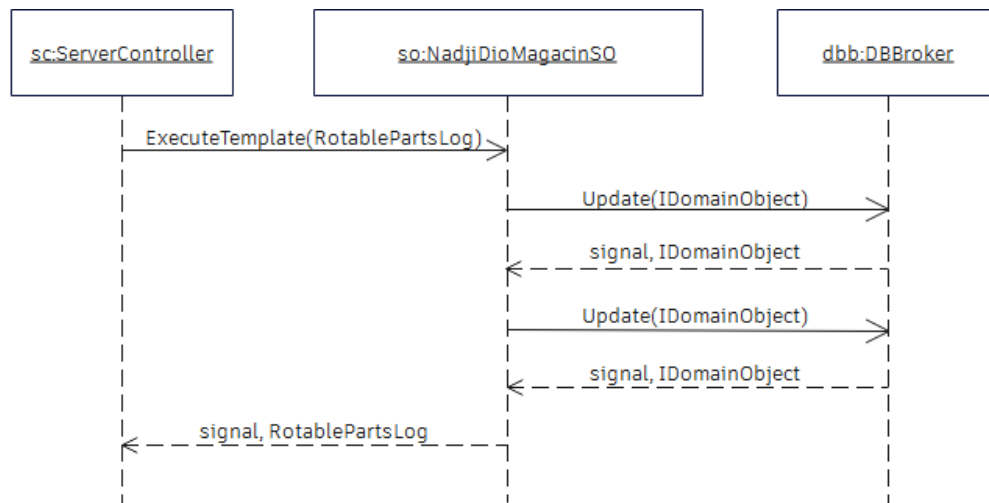 sc:ServerController
so:NadjiDioMagacinSO
dbb:DBBroker
ExecuteTemplate(RotablePartsLog)
Update(IDomainObject)
signal, IDomainObject
Update(IDomainObject)
signal, IDomainObject
signal, RotablePartsLog